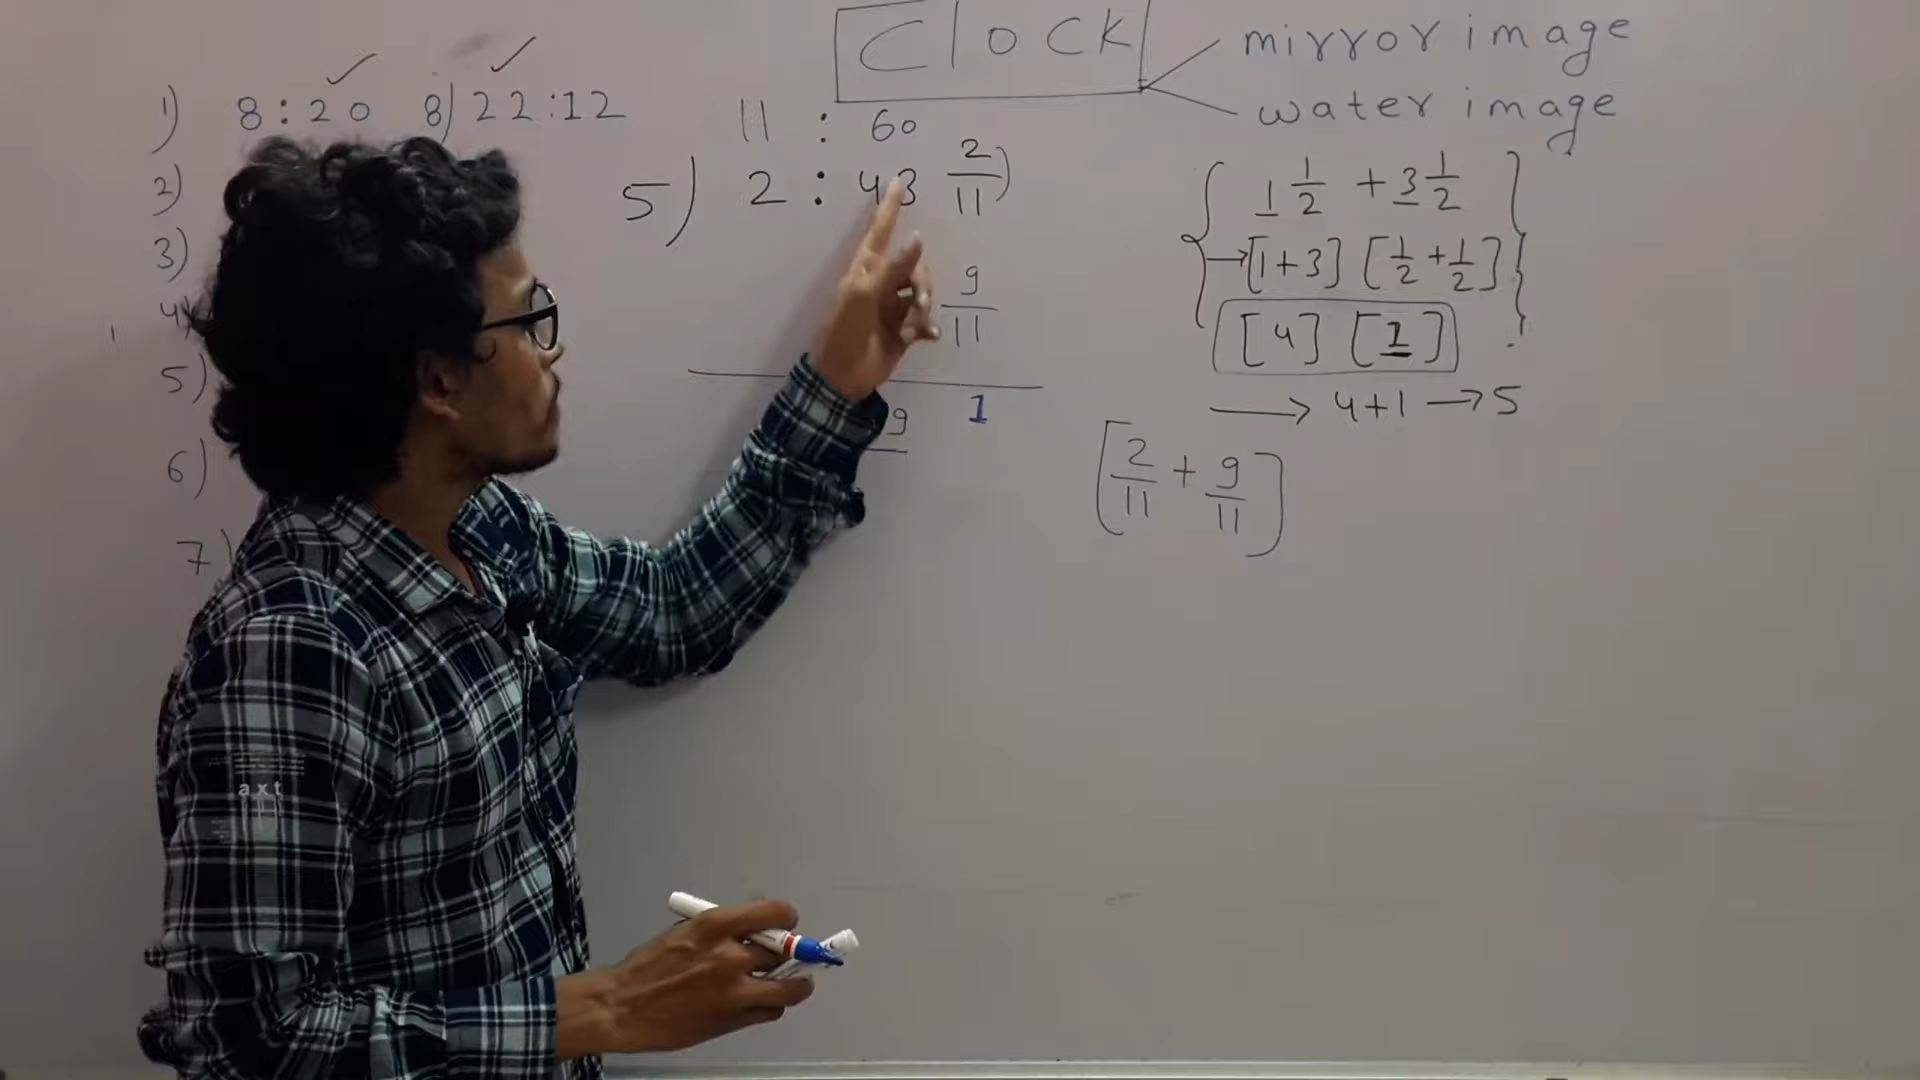 Clock
mirror image
water image
1) 8:20 8) 22:12
2)
3)
4)
5)
6)
7)
11 : 60
5) 2 : 43 2/11)
9/11
9 1
{ 1 1/2 + 3 1/2 }
→[1+3] [1/2+1/2]
[4] [1]
→ 4+1 → 5
[2/11 + 9/11]
axt